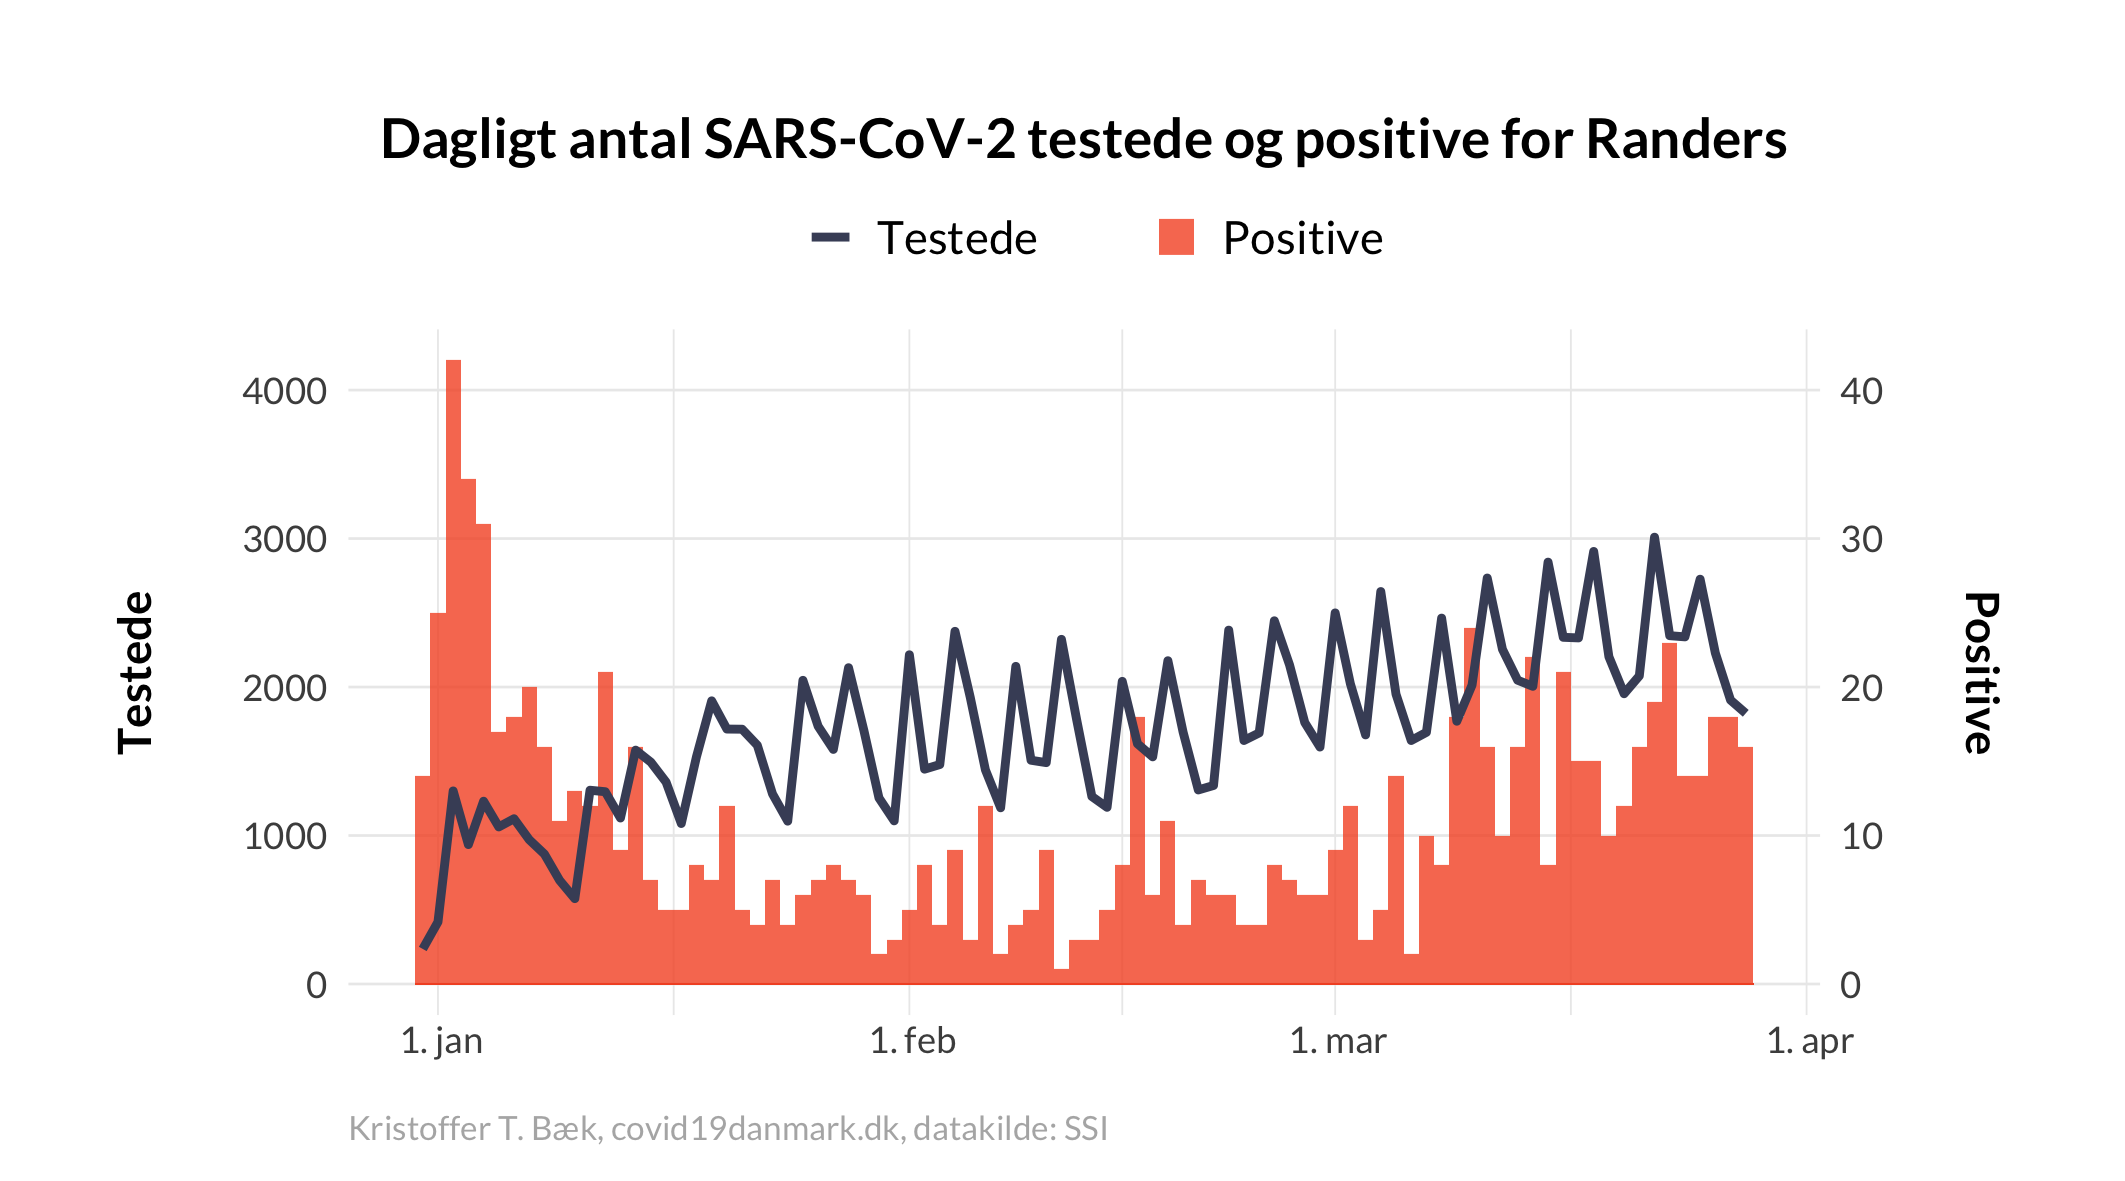 Dagligt antal SARS-CoV-2 testede og positive for Randers
Testede
Positive
4000
3000
2000
1000
0
Testede
40
30
20
10
0
Positive
1. jan
1. feb
1. mar
1. apr
Kristoffer T. Bæk, covid19danmark.dk, datakilde: SSI